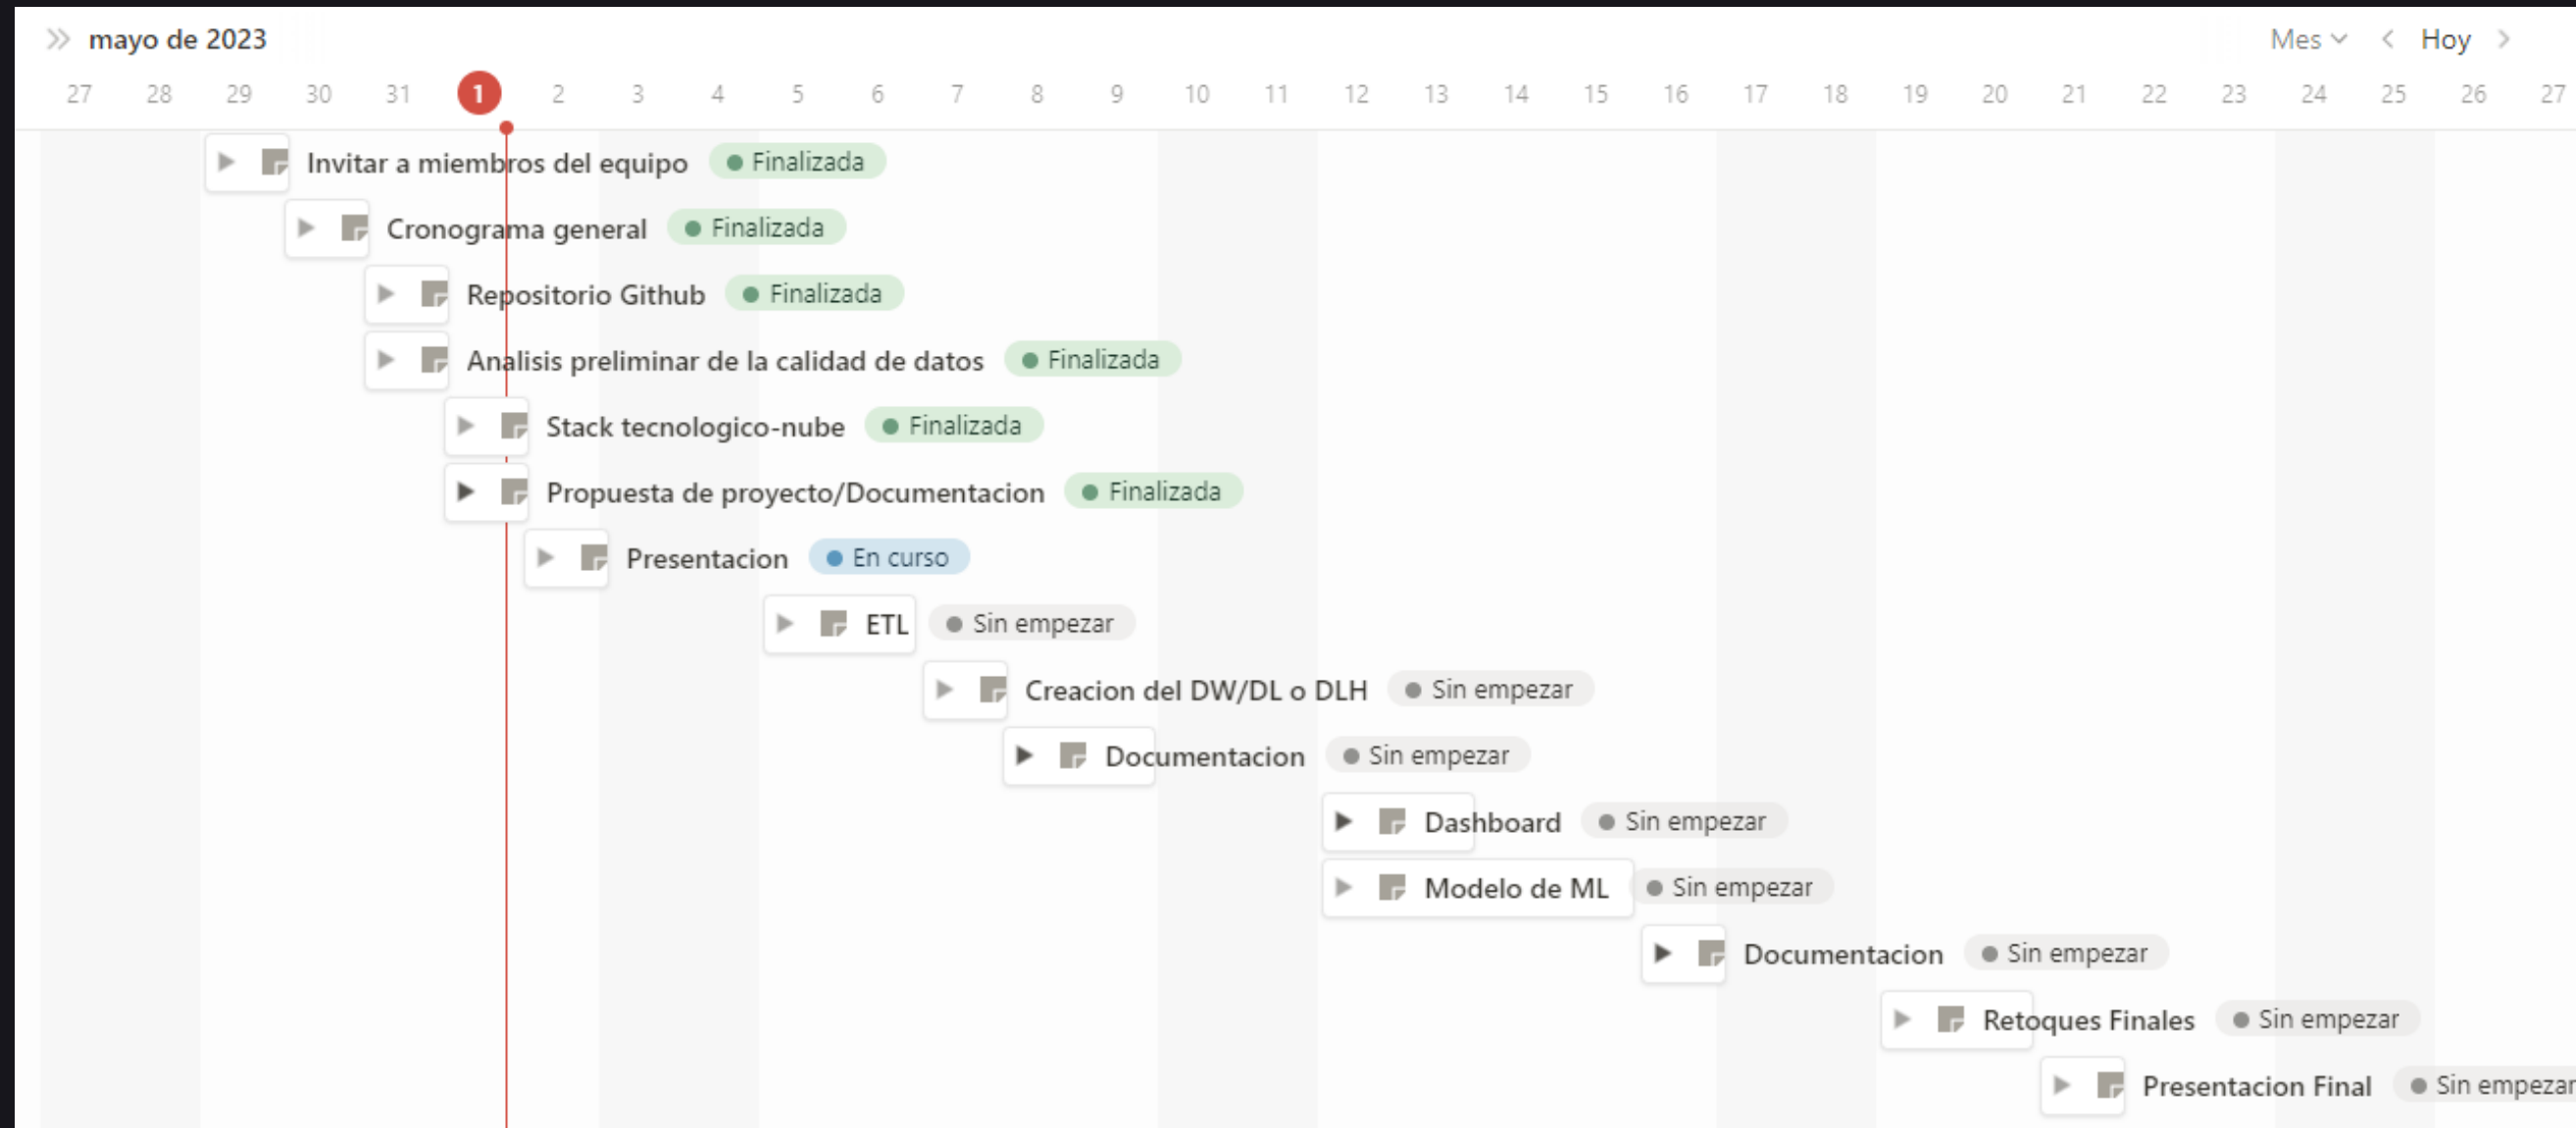 mayo de 2023 Mes Hoy
27 28 29 30 31 1 2 3 4 5 6 7 8 9 10 11 12 13 14 15 16 17 18 19 20 21 22 23 24 25 26 27
Invitar a miembros del equipo Finalizada
Cronograma general Finalizada
Repositorio Github Finalizada
Analisis preliminar de la calidad de datos Finalizada
Stack tecnologico-nube Finalizada
Propuesta de proyecto/Documentacion Finalizada
Presentacion En curso
ETL Sin empezar
Creacion del DW/DL o DLH Sin empezar
Documentacion Sin empezar
Dashboard Sin empezar
Modelo de ML Sin empezar
Documentacion Sin empezar
Retoques Finales Sin empezar
Presentacion Final Sin empezar